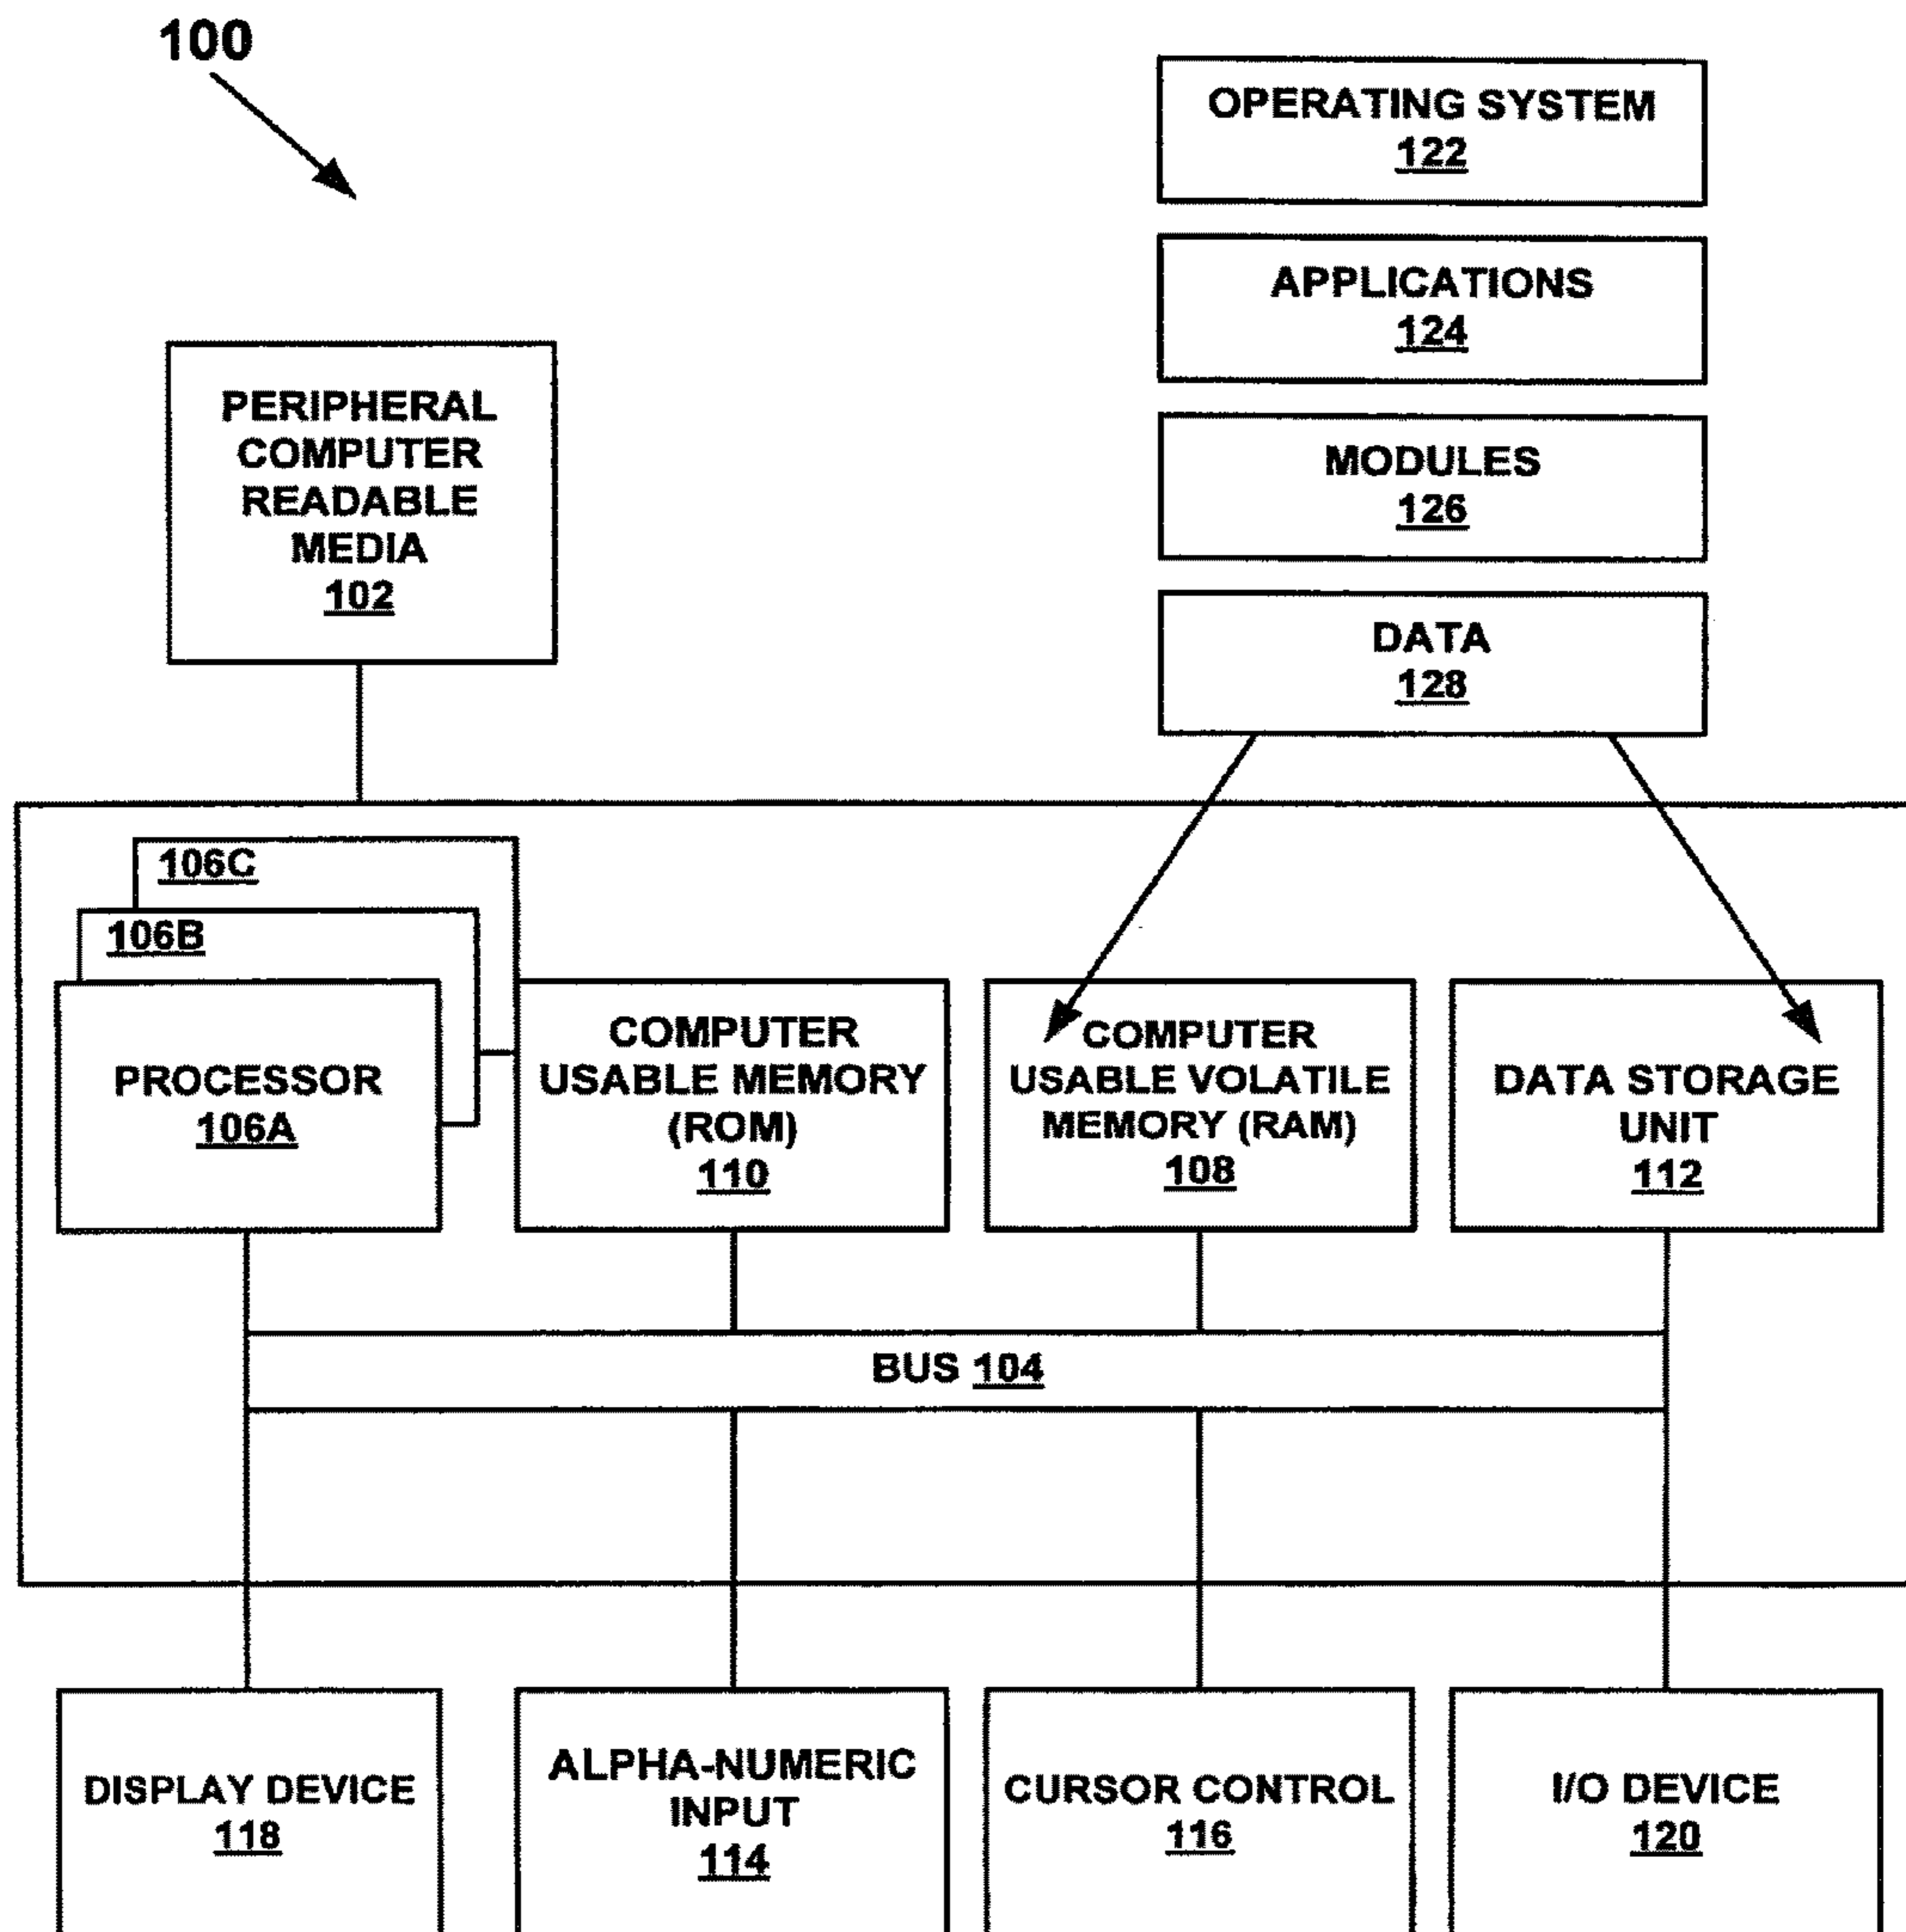 100
OPERATING SYSTEM
122
APPLICATIONS
124
MODULES
126
DATA
128
PERIPHERAL
COMPUTER
READABLE
MEDIA
102
106C
106B
PROCESSOR
106A
COMPUTER
USABLE MEMORY
(ROM)
110
COMPUTER
USABLE VOLATILE
MEMORY (RAM)
108
DATA STORAGE
UNIT
112
BUS 104
DISPLAY DEVICE
118
ALPHA-NUMERIC
INPUT
114
CURSOR CONTROL
116
I/O DEVICE
120